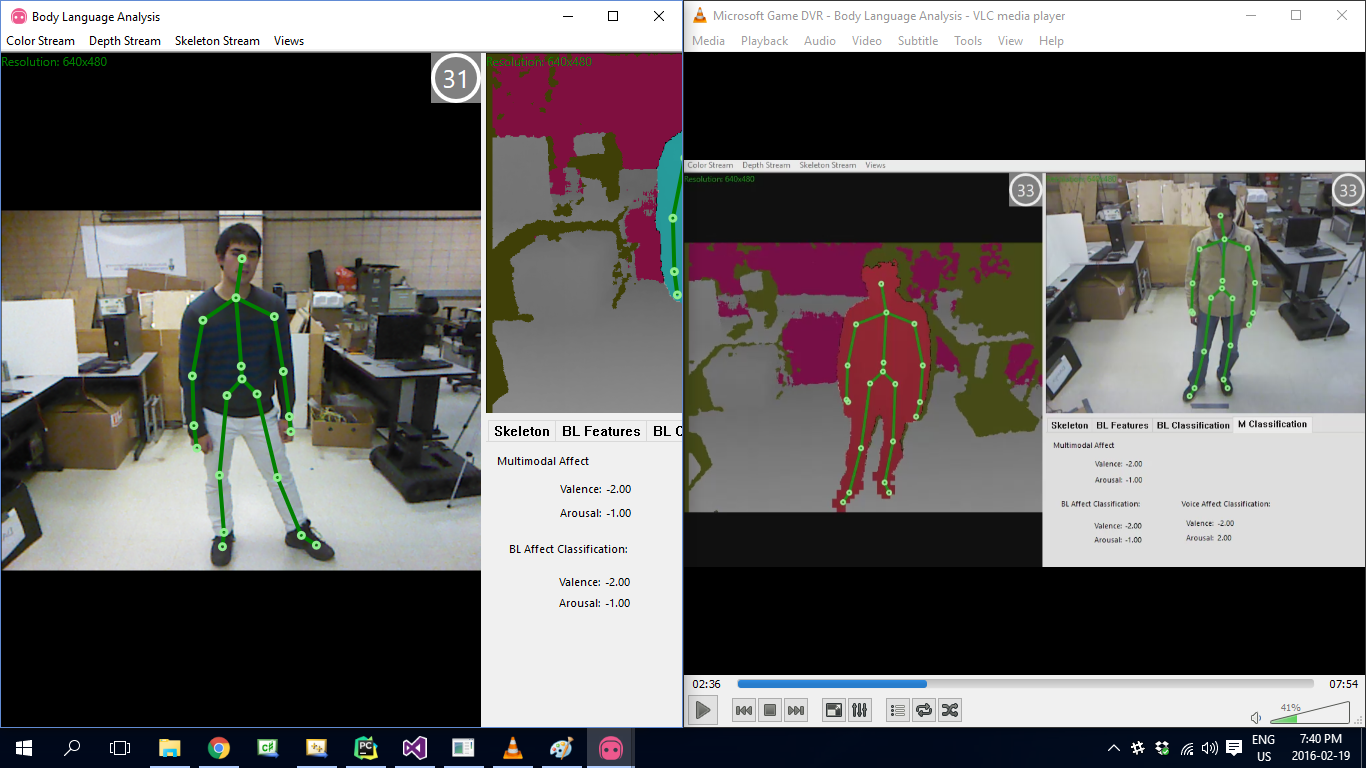 Body Language Analysis
Color Stream Depth Stream Skeleton Stream Views
Resolution: 640x480
31
Resolution: 640x480
Skeleton BL Features BL C
Multimodal Affect
Valence: -2.00
Arousal: -1.00
BL Affect Classification:
Valence: -2.00
Arousal: -1.00
Microsoft Game DVR - Body Language Analysis - VLC media player
Media Playback Audio Video Subtitle Tools View Help
Color Stream Depth Stream Skeleton Stream Views
Resolution: 640x480
33
Resolution: 640x480
33
Skeleton BL Features BL Classification M Classification
Multimodal Affect
Valence: -2.00
Arousal: -1.00
BL Affect Classification: Voice Affect Classification:
Valence: -2.00 Valence: -2.00
Arousal: -1.00 Arousal: 2.00
02:36 07:54
41%
C#
PC
ENG 7:40 PM
US 2016-02-19